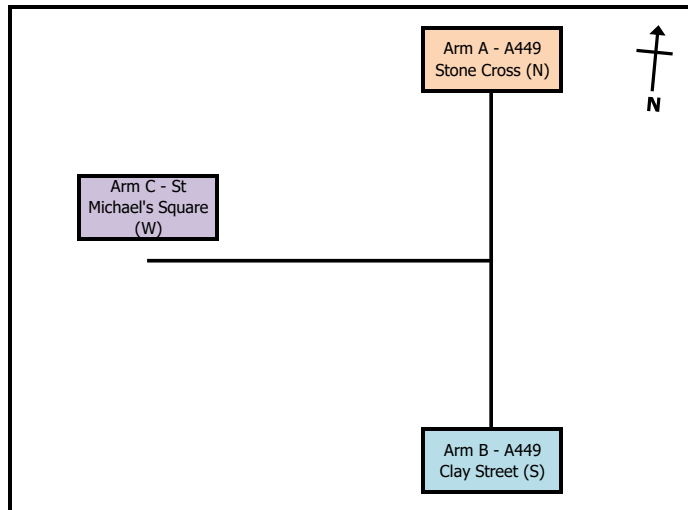 Arm A - A449
Stone Cross (N)
N
Arm C - St
Michael's Square
(W)
Arm B - A449
Clay Street (S)